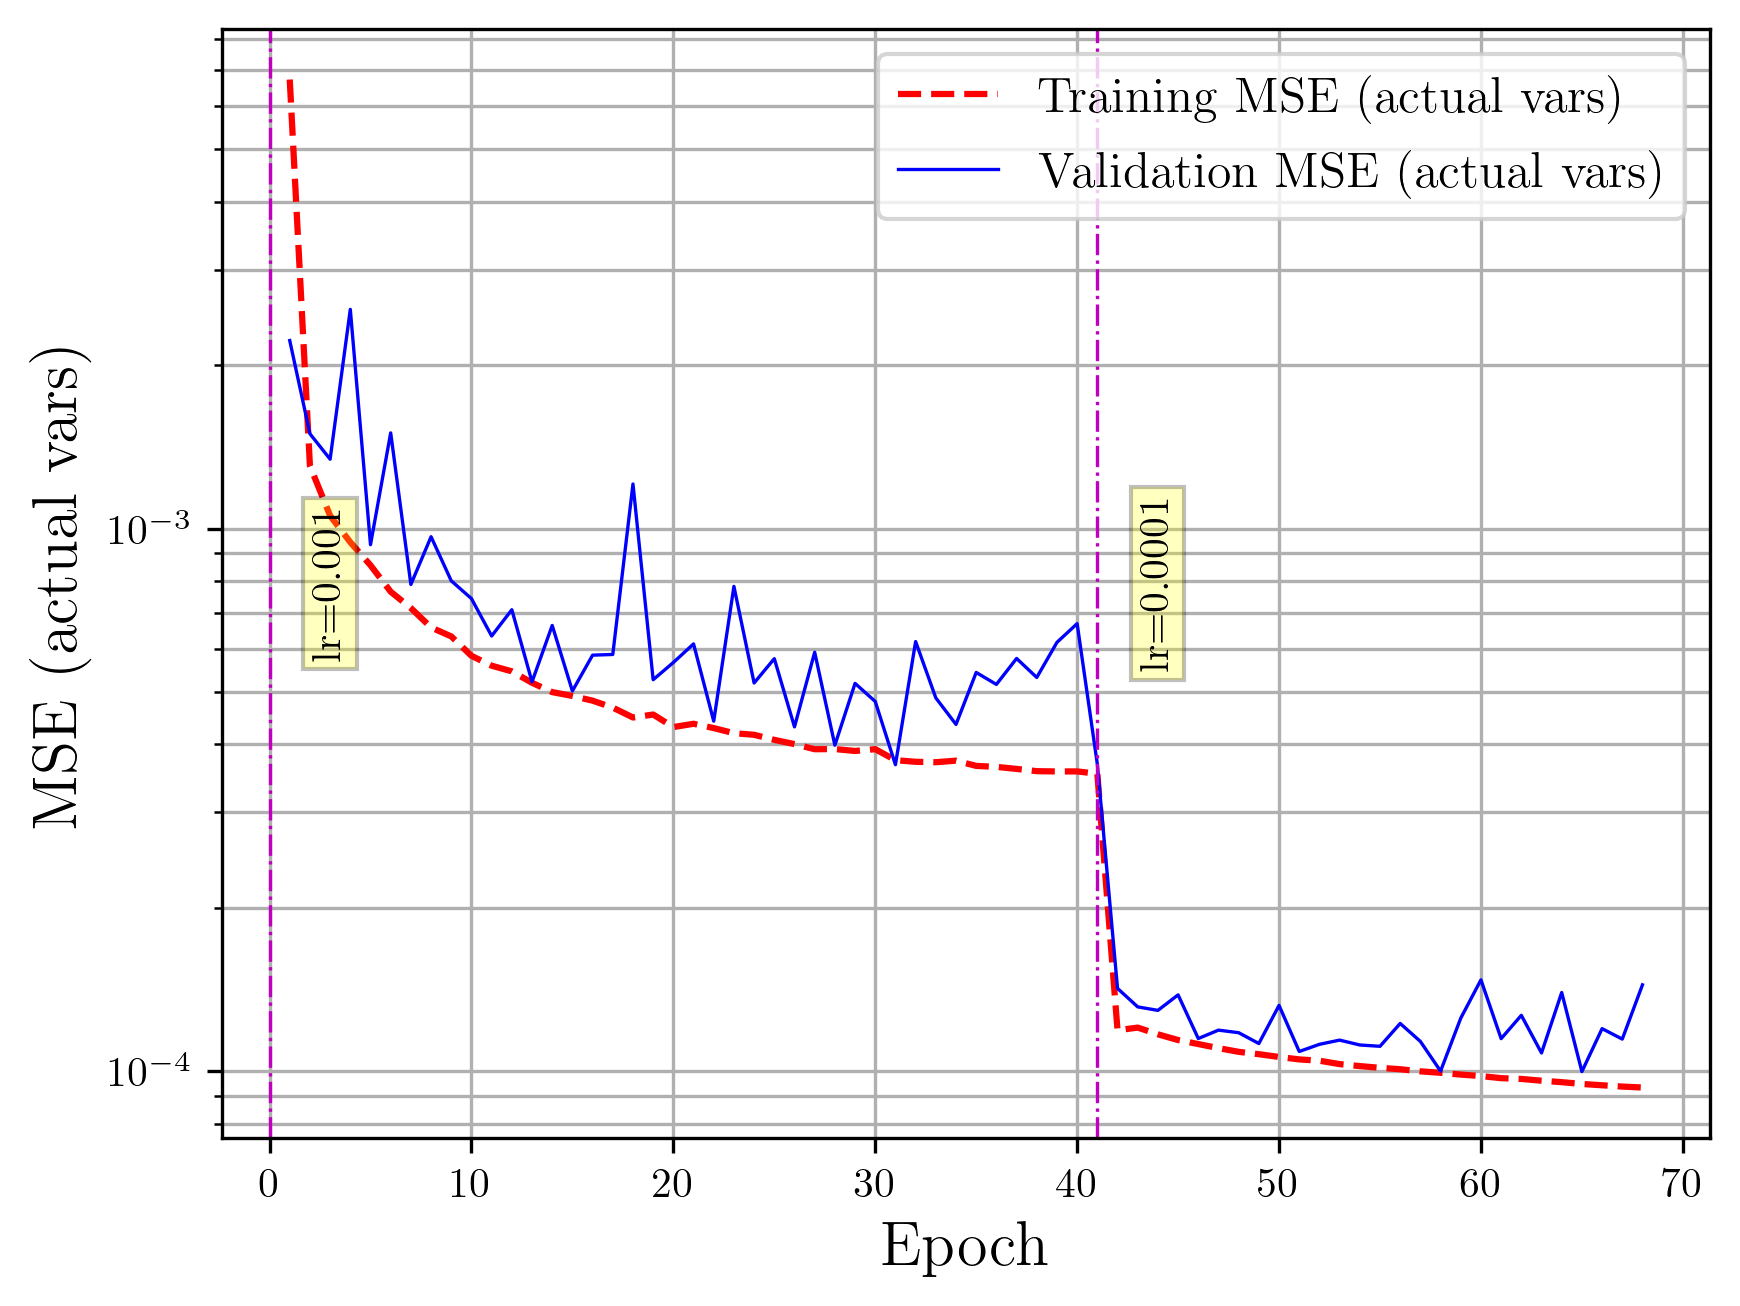 Training MSE (actual vars)
Validation MSE (actual vars)
MSE (actual vars)
10⁻³
10⁻⁴
lr=0.001
lr=0.0001
0 10 20 30 40 50 60 70
Epoch